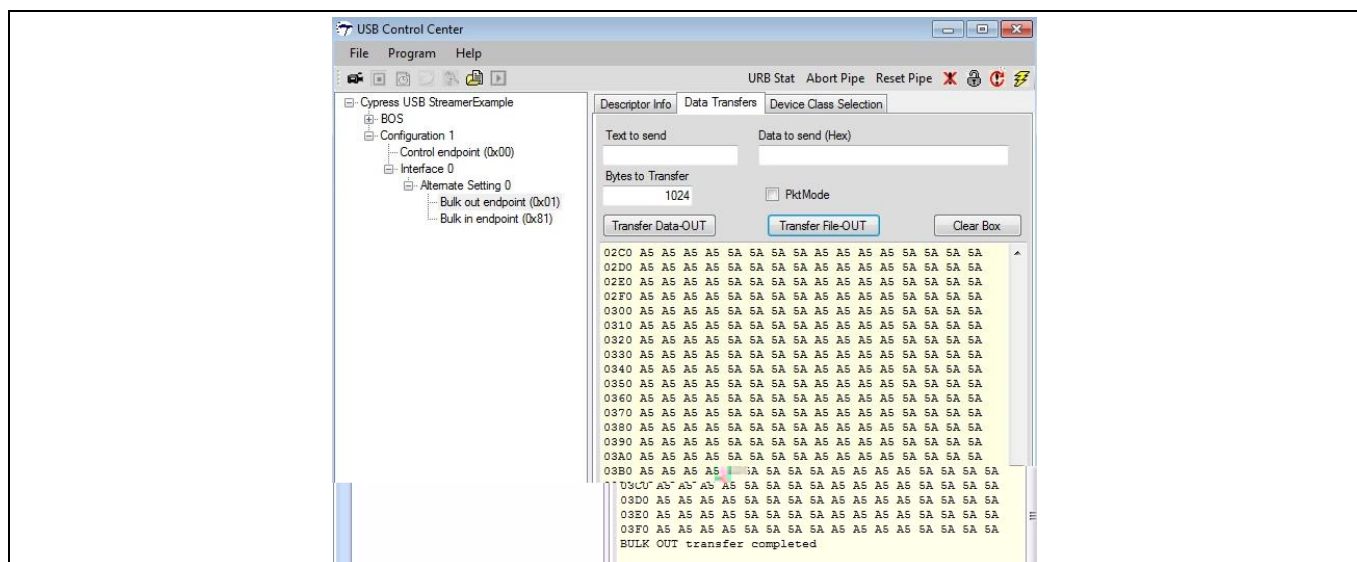 USB Control Center
File Program Help
URB Stat Abort Pipe Reset Pipe
Cypress USB StreamerExample
BOS
Configuration 1
Control endpoint (0x00)
Interface 0
Alternate Setting 0
Bulk out endpoint (0x01)
Bulk in endpoint (0x81)
Descriptor Info Data Transfers Device Class Selection
Text to send Data to send (Hex)
Bytes to Transfer
1024 PktMode
Transfer Data-OUT Transfer File-OUT Clear Box
02C0 A5 A5 A5 A5 5A 5A 5A 5A A5 A5 A5 A5 5A 5A 5A 5A
02D0 A5 A5 A5 A5 5A 5A 5A 5A A5 A5 A5 A5 5A 5A 5A 5A
02E0 A5 A5 A5 A5 5A 5A 5A 5A A5 A5 A5 A5 5A 5A 5A 5A
02F0 A5 A5 A5 A5 5A 5A 5A 5A A5 A5 A5 A5 5A 5A 5A 5A
0300 A5 A5 A5 A5 5A 5A 5A 5A A5 A5 A5 A5 5A 5A 5A 5A
0310 A5 A5 A5 A5 5A 5A 5A 5A A5 A5 A5 A5 5A 5A 5A 5A
0320 A5 A5 A5 A5 5A 5A 5A 5A A5 A5 A5 A5 5A 5A 5A 5A
0330 A5 A5 A5 A5 5A 5A 5A 5A A5 A5 A5 A5 5A 5A 5A 5A
0340 A5 A5 A5 A5 5A 5A 5A 5A A5 A5 A5 A5 5A 5A 5A 5A
0350 A5 A5 A5 A5 5A 5A 5A 5A A5 A5 A5 A5 5A 5A 5A 5A
0360 A5 A5 A5 A5 5A 5A 5A 5A A5 A5 A5 A5 5A 5A 5A 5A
0370 A5 A5 A5 A5 5A 5A 5A 5A A5 A5 A5 A5 5A 5A 5A 5A
0380 A5 A5 A5 A5 5A 5A 5A 5A A5 A5 A5 A5 5A 5A 5A 5A
0390 A5 A5 A5 A5 5A 5A 5A 5A A5 A5 A5 A5 5A 5A 5A 5A
03A0 A5 A5 A5 A5 5A 5A 5A 5A A5 A5 A5 A5 5A 5A 5A 5A
03B0 A5 A5 A5 A5 5A 5A 5A A5 A5 A5 A5 5A 5A 5A 5A
03C0 A5 A5 A5 A5 5A 5A 5A 5A A5 A5 A5 A5 5A 5A 5A 5A
03D0 A5 A5 A5 A5 5A 5A 5A 5A A5 A5 A5 A5 5A 5A 5A 5A
03E0 A5 A5 A5 A5 5A 5A 5A 5A A5 A5 A5 A5 5A 5A 5A 5A
03F0 A5 A5 A5 A5 5A 5A 5A 5A A5 A5 A5 A5 5A 5A 5A 5A
BULK OUT transfer completed